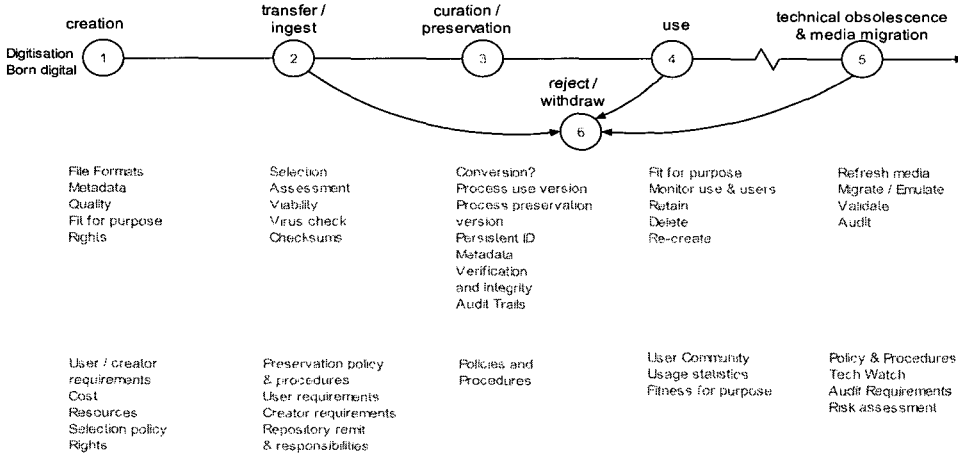 creation
transfer /
ingest
curation /
preservation
use
technical obsolescence
& media migration
Digitisation
Born digital
1
2
3
4
5
reject /
withdraw
6
File Formats
Metadata
Quality
Fit for purpose
Rights
Selection
Assessment
Viability
Virus check
Checksums
Conversion?
Process use version
Process preservation
version
Persistent ID
Metadata
Verification
and integrity
Audit Trails
Fit for purpose
Monitor use & users
Retain
Delete
Re-create
Refresh media
Migrate / Emulate
Validate
Audit
User / creator
requirements
Cost
Resources
Selection policy
Rights
Preservation policy
& procedures
User requirements
Creator requirements
Repository remit
& responsibilities
Policies and
Procedures
User Community
Usage statistics
Fitness for purpose
Policy & Procedures
Tech Watch
Audit Requirements
Risk assessment